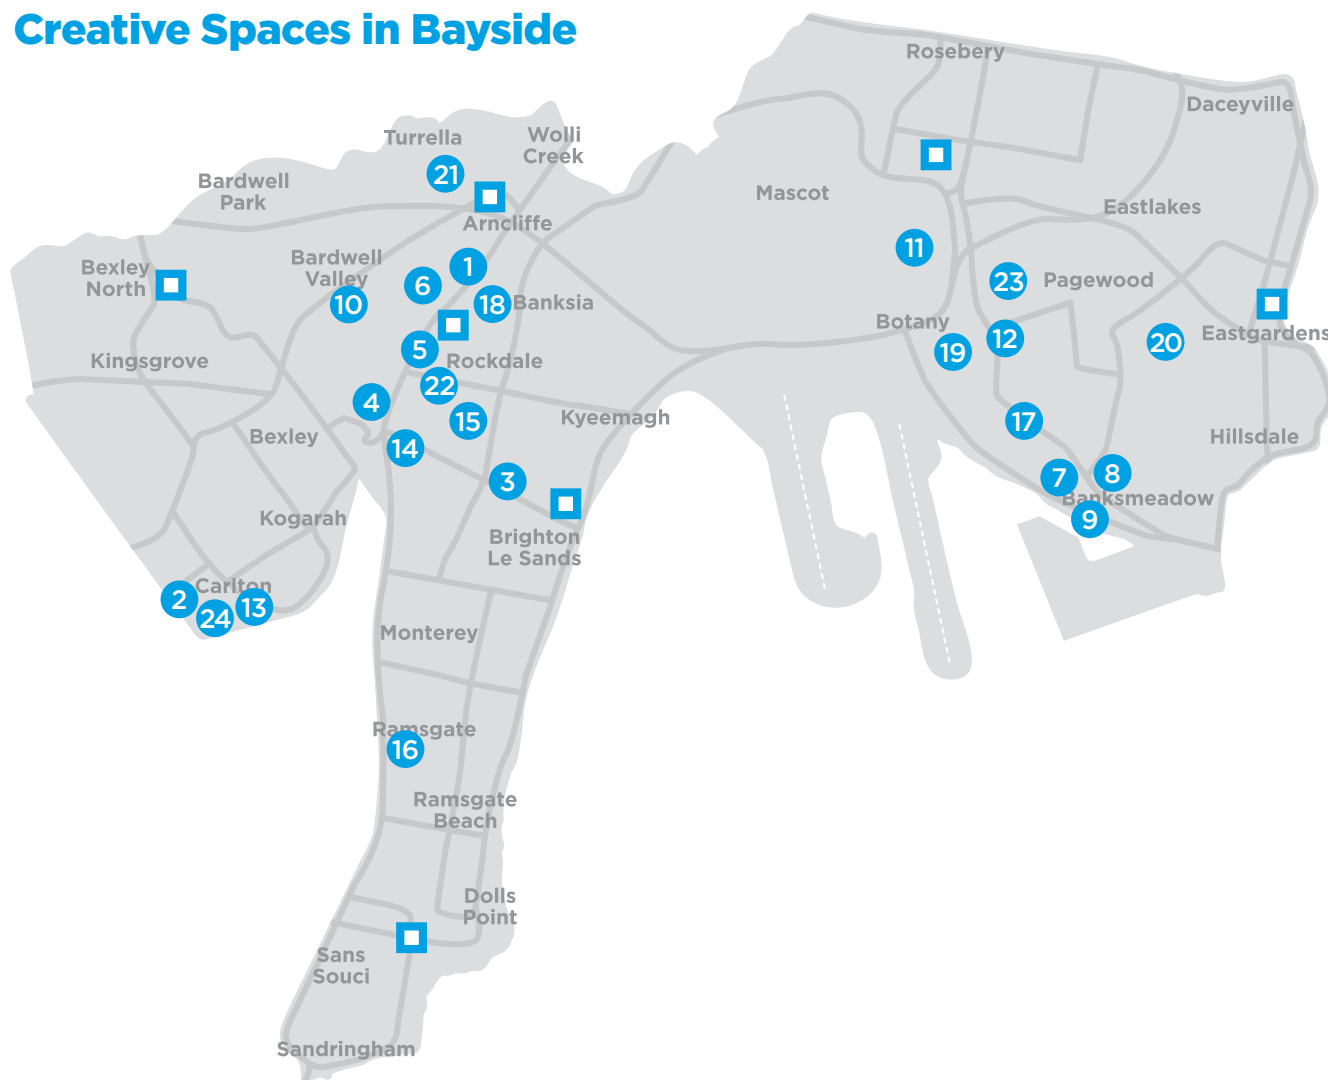 Creative Spaces in Bayside
Rosebery
Daceyville
Turrella
Wolli
Creek
21
Bardwell
Park
Mascot
Eastlakes
Arncliffe
11
Bexley
North
Bardwell
Valley
1
6
23
Pagewood
10
18
Banksia
Botany
Eastgardens
12
20
19
5
Rockdale
Kingsgrove
22
4
15
Kyeemagh
17
Bexley
Hillsdale
14
3
7
8
Banksmeadow
9
Kogarah
Brighton
Le Sands
Carlton
2
24
13
Monterey
Ramsgate
16
Ramsgate
Beach
Dolls
Point
Sans
Souci
Sandringham